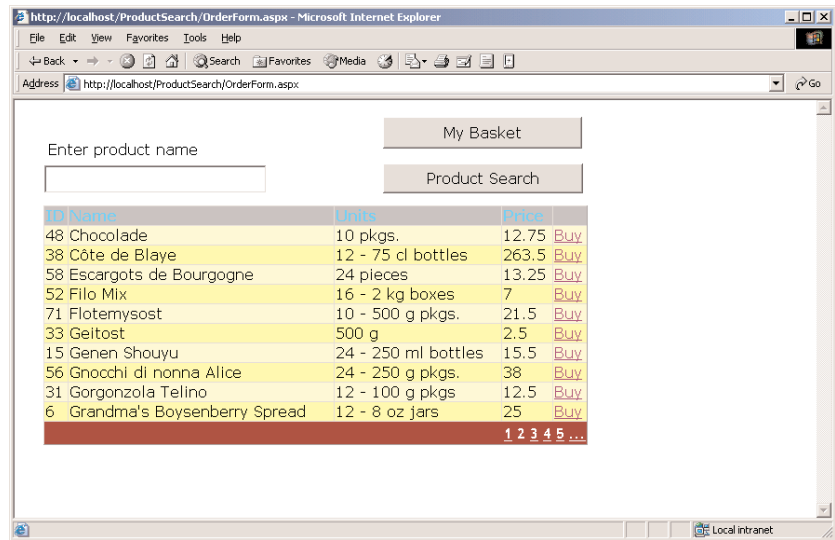 http://localhost/ProductSearch/OrderForm.aspx - Microsoft Internet Explorer
File Edit View Favorites Tools Help
Back Search Favorites Media
Address http://localhost/ProductSearch/OrderForm.aspx Go
My Basket
Enter product name
Product Search
ID Name Units Price
48 Chocolade 10 pkgs. 12.75 Buy
38 Côte de Blaye 12 - 75 cl bottles 263.5 Buy
58 Escargots de Bourgogne 24 pieces 13.25 Buy
52 Filo Mix 16 - 2 kg boxes 7 Buy
71 Flotemysost 10 - 500 g pkgs. 21.5 Buy
33 Geitost 500 g 2.5 Buy
15 Genen Shouyu 24 - 250 ml bottles 15.5 Buy
56 Gnocchi di nonna Alice 24 - 250 g pkgs. 38 Buy
31 Gorgonzola Telino 12 - 100 g pkgs 12.5 Buy
6 Grandma's Boysenberry Spread 12 - 8 oz jars 25 Buy
1 2 3 4 5 ...
Local intranet